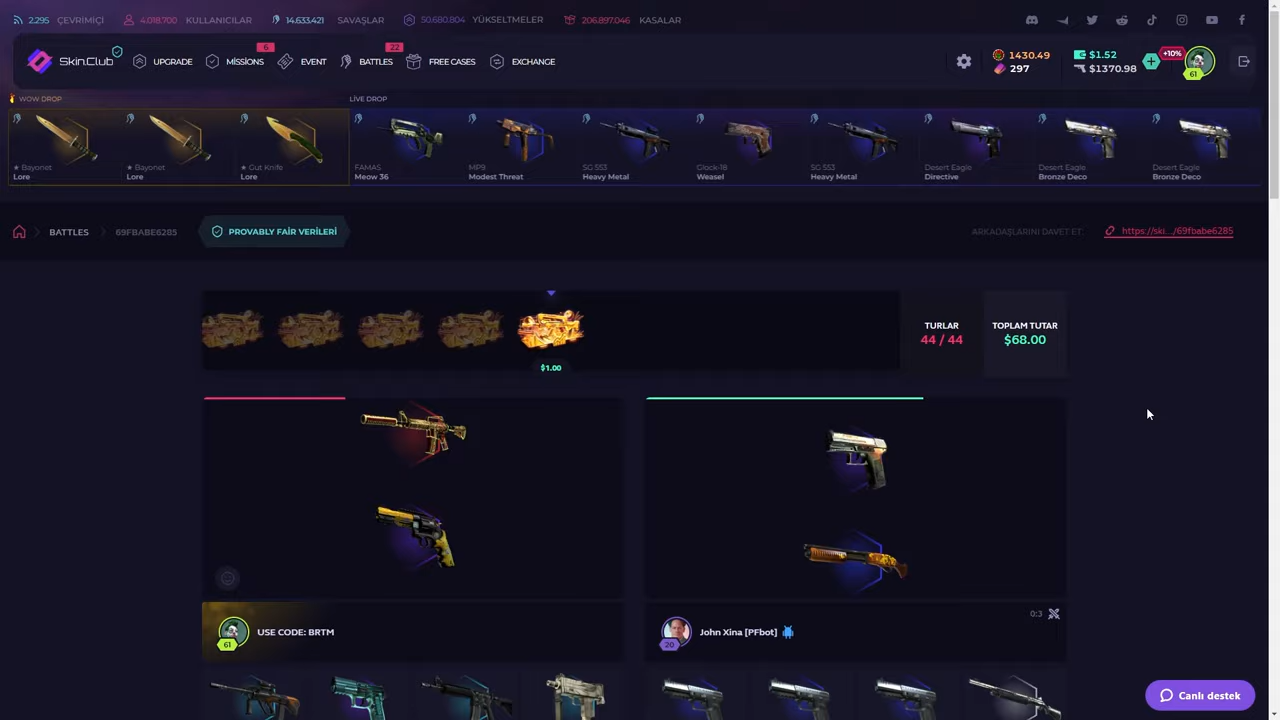 2.295 ÇEVRİMİÇİ 4.018.700 KULLANICILAR 14.633.421 SAVAŞLAR 50.680.804 YÜKSELTMELER 206.897.046 KASALAR
Skin.Club UPGRADE 6 MISSIONS EVENT 22 BATTLES FREE CASES EXCHANGE 1430.49 297 $1.52 $1370.98 +10% 61
WOW DROP LİVE DROP
★ Bayonet ★ Bayonet ★ Gut Knife FAMAS MP9 SG 553 Glock-18 SG 553 Desert Eagle Desert Eagle Desert Eagle
Lore Lore Lore Meow 36 Modest Threat Heavy Metal Weasel Heavy Metal Directive Bronze Deco Bronze Deco
BATTLES 69FBABE6285 PROVABLY FAİR VERİLERİ ARKADAŞLARINI DAVET ET: https://ski.../69fbabe6285
TURLAR TOPLAM TUTAR
44 / 44 $68.00
$1.00
0:3
USE CODE: BRTM John Xina [PFbot]
61 20
Canlı destek